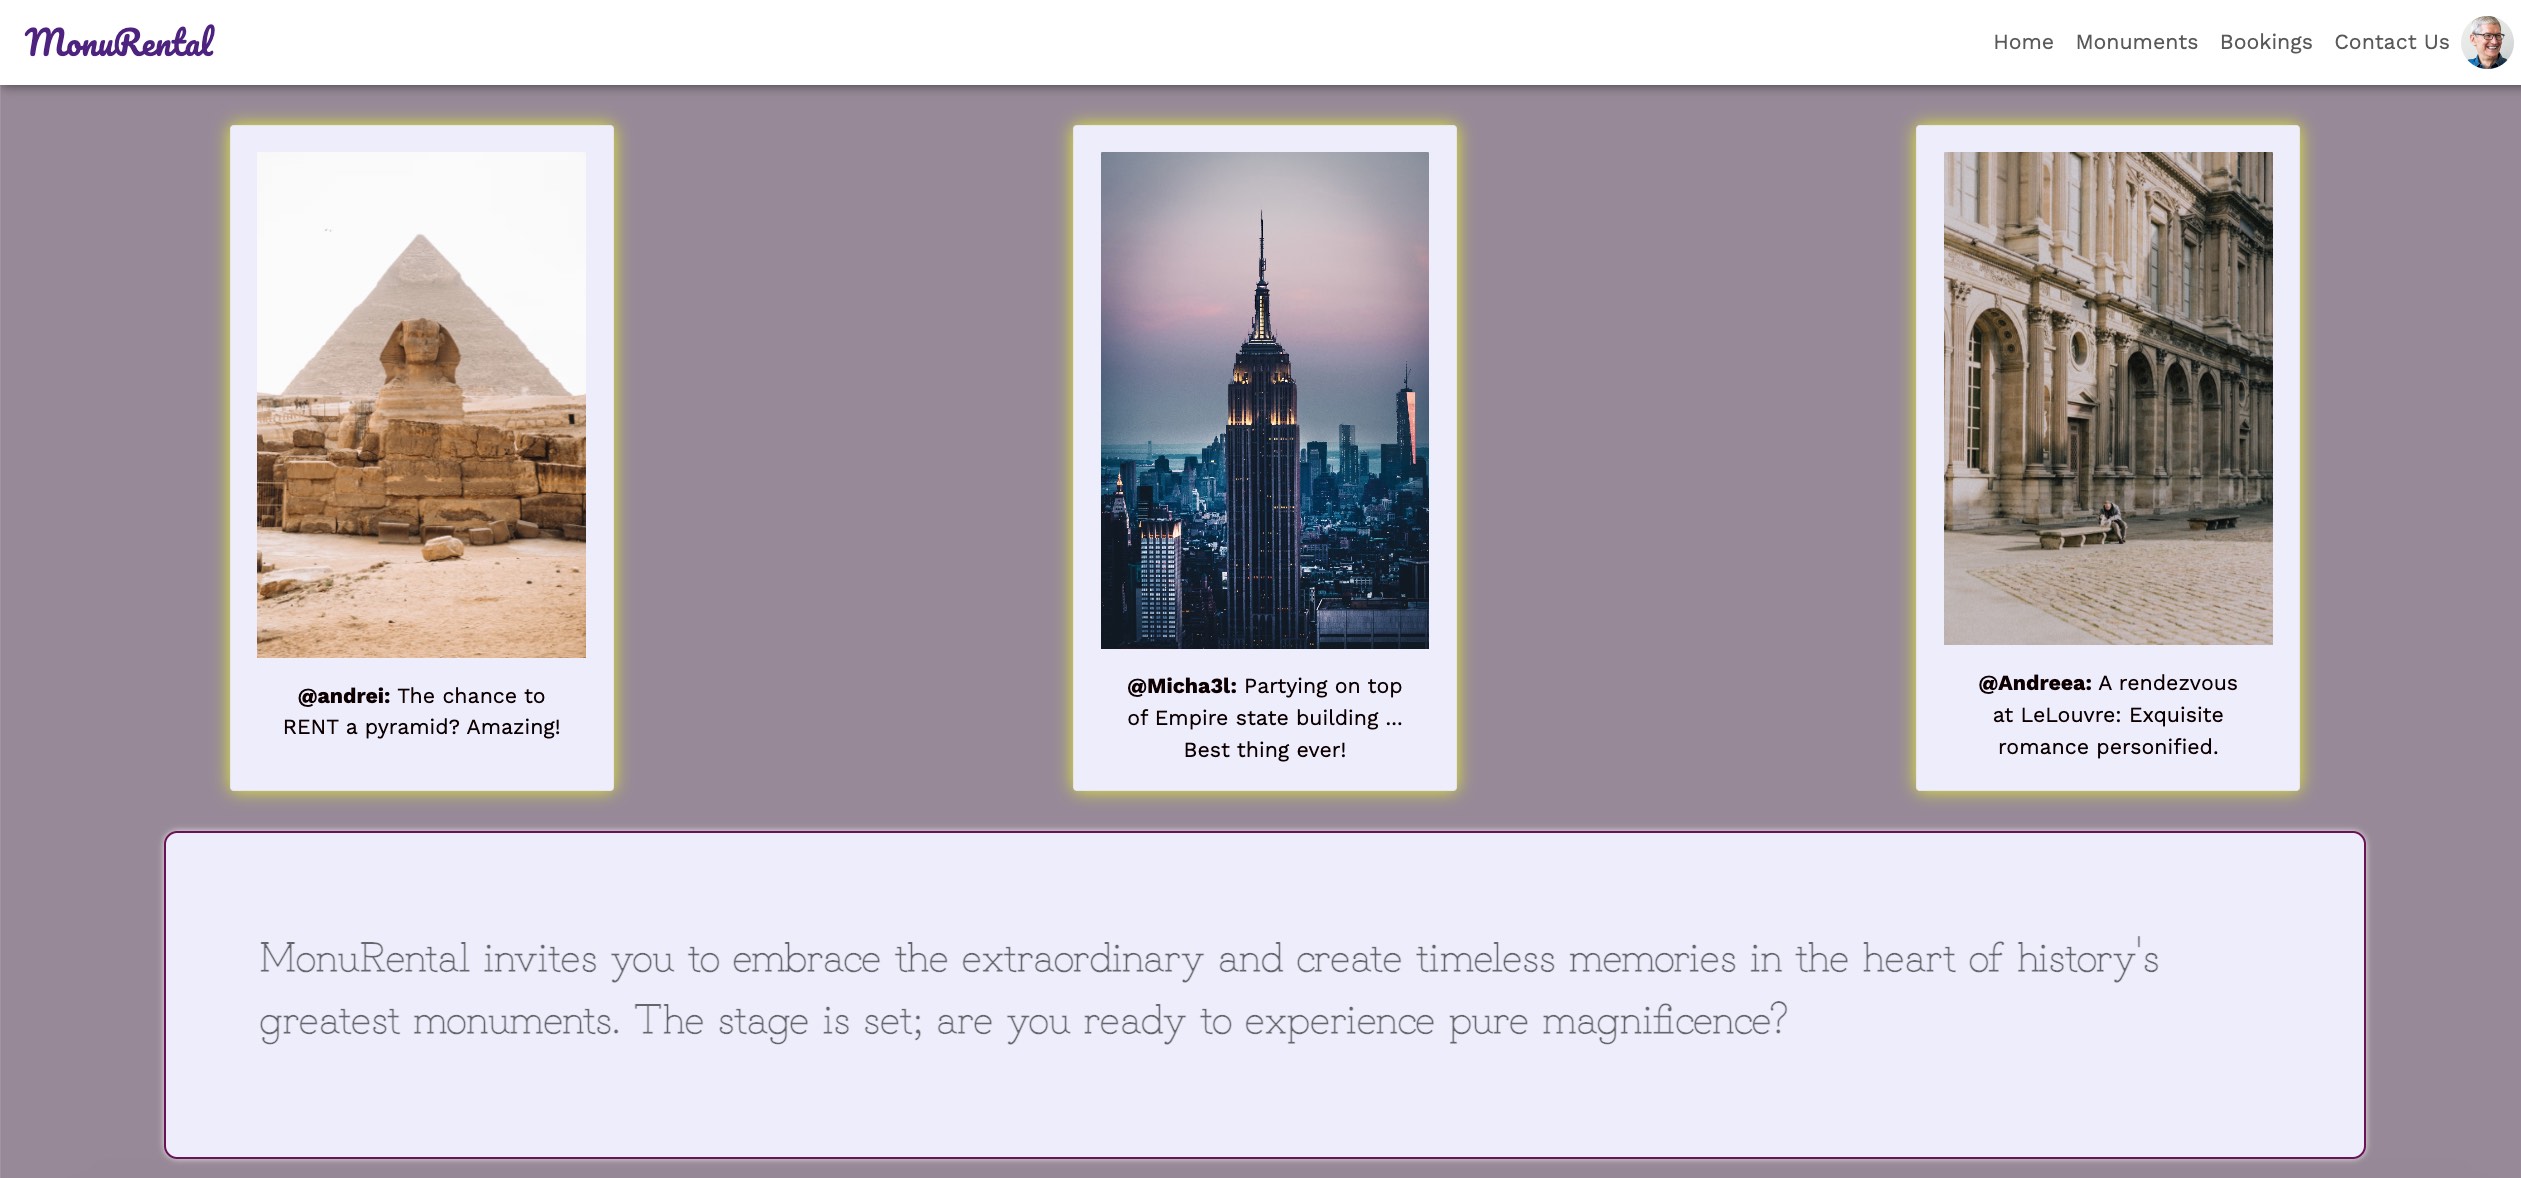 MonuRental
Home Monuments Bookings Contact Us
@andrei: The chance to
RENT a pyramid? Amazing!
@Micha3l: Partying on top
of Empire state building ...
Best thing ever!
@Andreea: A rendezvous
at LeLouvre: Exquisite
romance personified.
MonuRental invites you to embrace the extraordinary and create timeless memories in the heart of history's
greatest monuments. The stage is set; are you ready to experience pure magnificence?